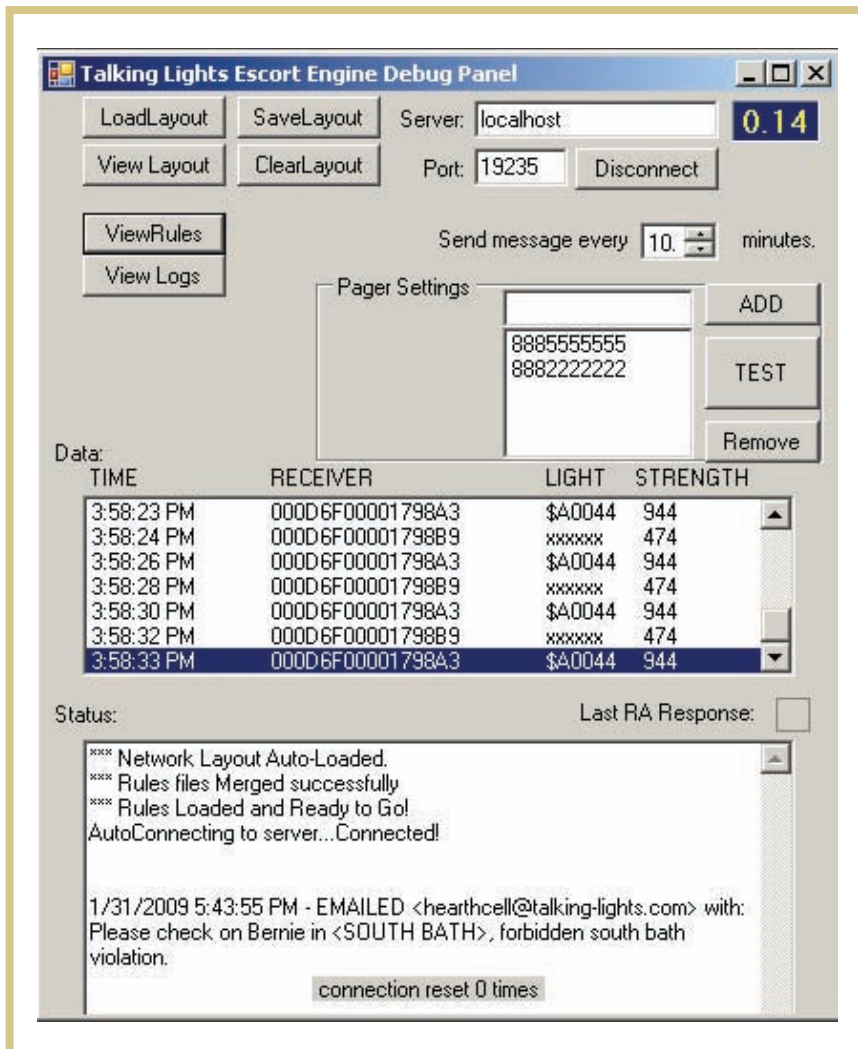 Talking Lights Escort Engine Debug Panel
LoadLayout SaveLayout Server: localhost 0.14
View Layout ClearLayout Port: 19235 Disconnect
ViewRules Send message every 10. minutes.
View Logs
Pager Settings ADD
8885555555
8882222222 TEST
Remove
Data:
TIME RECEIVER LIGHT STRENGTH
3:58:23 PM 000D6F00001798A3 $A0044 944
3:58:24 PM 000D6F00001798B9 xxxxxx 474
3:58:26 PM 000D6F00001798A3 $A0044 944
3:58:28 PM 000D6F00001798B9 xxxxxx 474
3:58:30 PM 000D6F00001798A3 $A0044 944
3:58:32 PM 000D6F00001798B9 xxxxxx 474
3:58:33 PM 000D6F00001798A3 $A0044 944
Status: Last RA Response:
*** Network Layout Auto-Loaded.
*** Rules files Merged successfully
*** Rules Loaded and Ready to Go!
AutoConnecting to server...Connected!
1/31/2009 5:43:55 PM - EMAILED <hearthcell@talking-lights.com> with:
Please check on Bernie in <SOUTH BATH>, forbidden south bath
violation.
connection reset 0 times